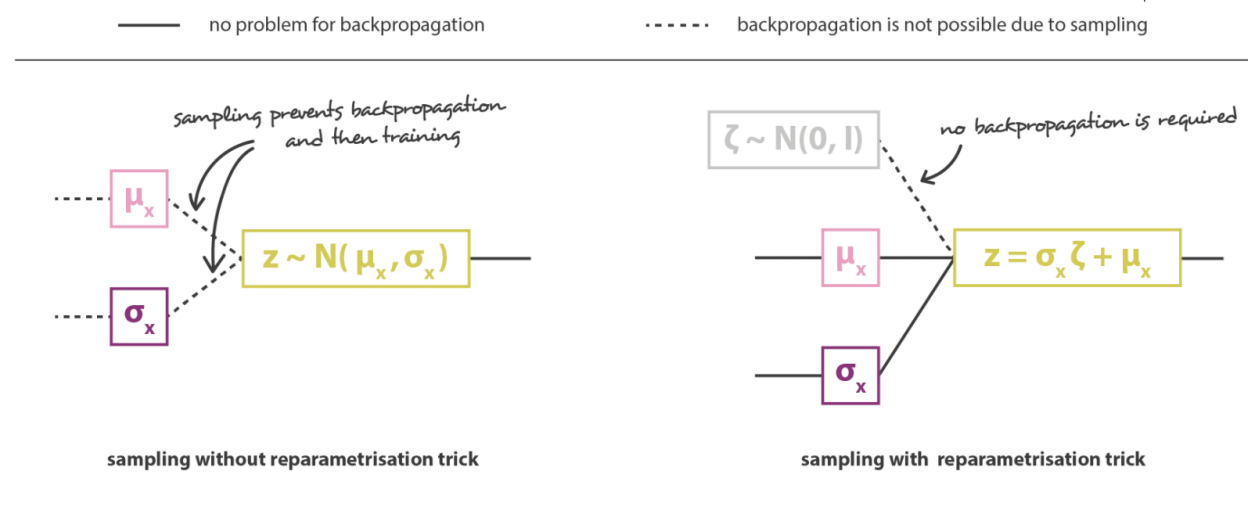 no problem for backpropagation
backpropagation is not possible due to sampling
sampling prevents backpropagation
and then training
μx
σx
z ~ N( μx , σx )
sampling without reparametrisation trick
ζ ~ N(0, I)
no backpropagation is required
μx
σx
z = σx ζ + μx
sampling with reparametrisation trick